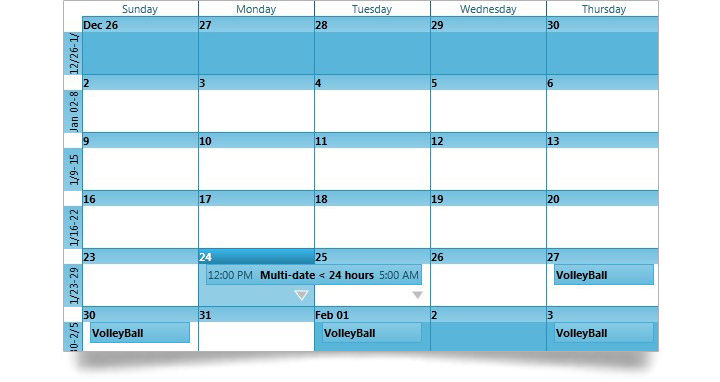 Sunday Monday Tuesday Wednesday Thursday
12/26-1/ Dec 26 27 28 29 30
Jan 02-8 2 3 4 5 6
1/9-15 9 10 11 12 13
1/16-22 16 17 18 19 20
1/23-29 23 24 25 26 27
12:00 PM Multi-date < 24 hours 5:00 AM VolleyBall
30-2/5 30 31 Feb 01 2 3
VolleyBall VolleyBall VolleyBall